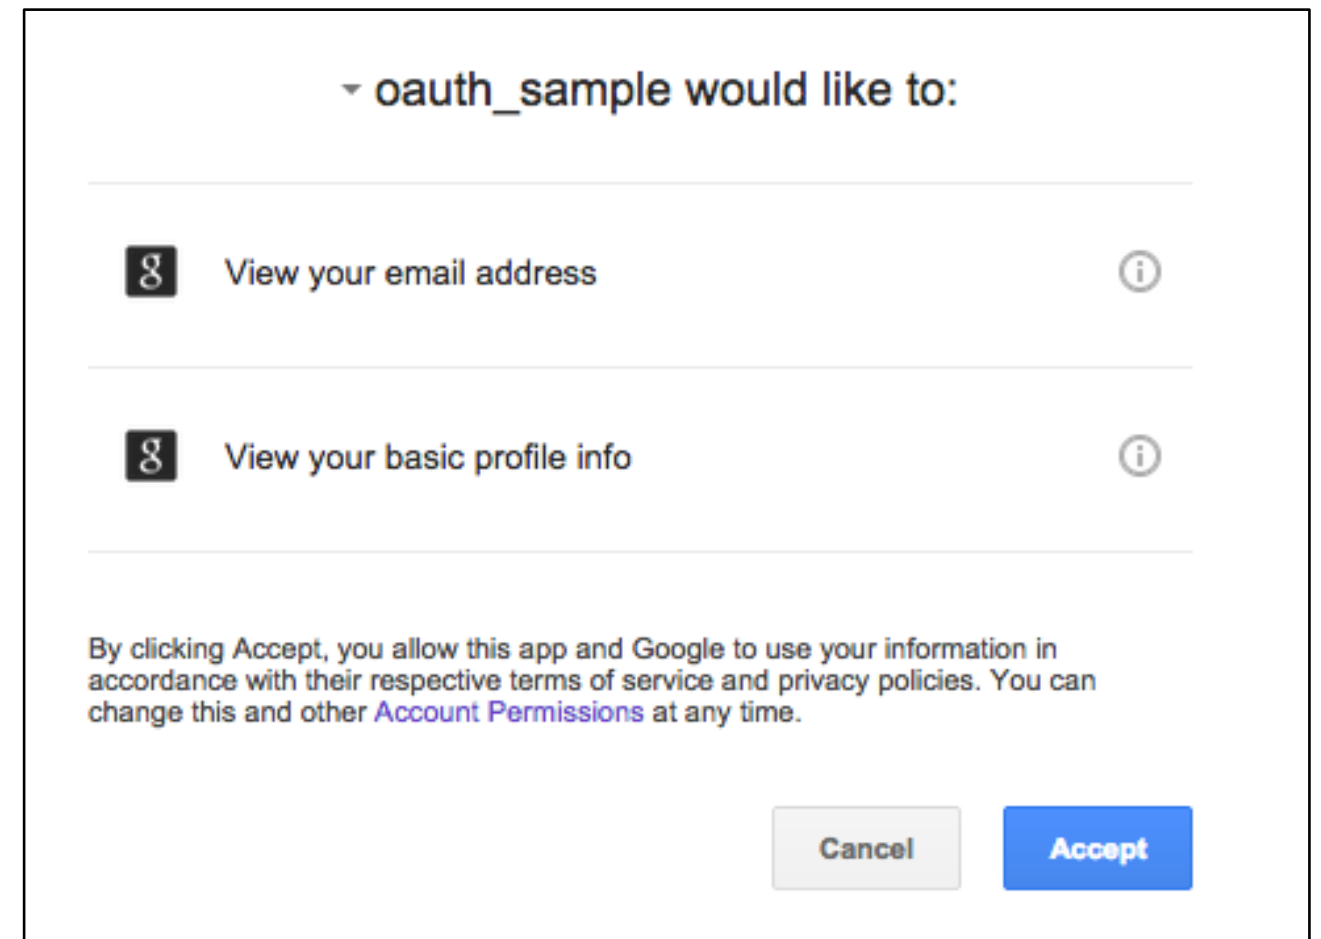 oauth_sample would like to:
g View your email address i
g View your basic profile info i
By clicking Accept, you allow this app and Google to use your information in
accordance with their respective terms of service and privacy policies. You can
change this and other Account Permissions at any time.
Cancel Accept